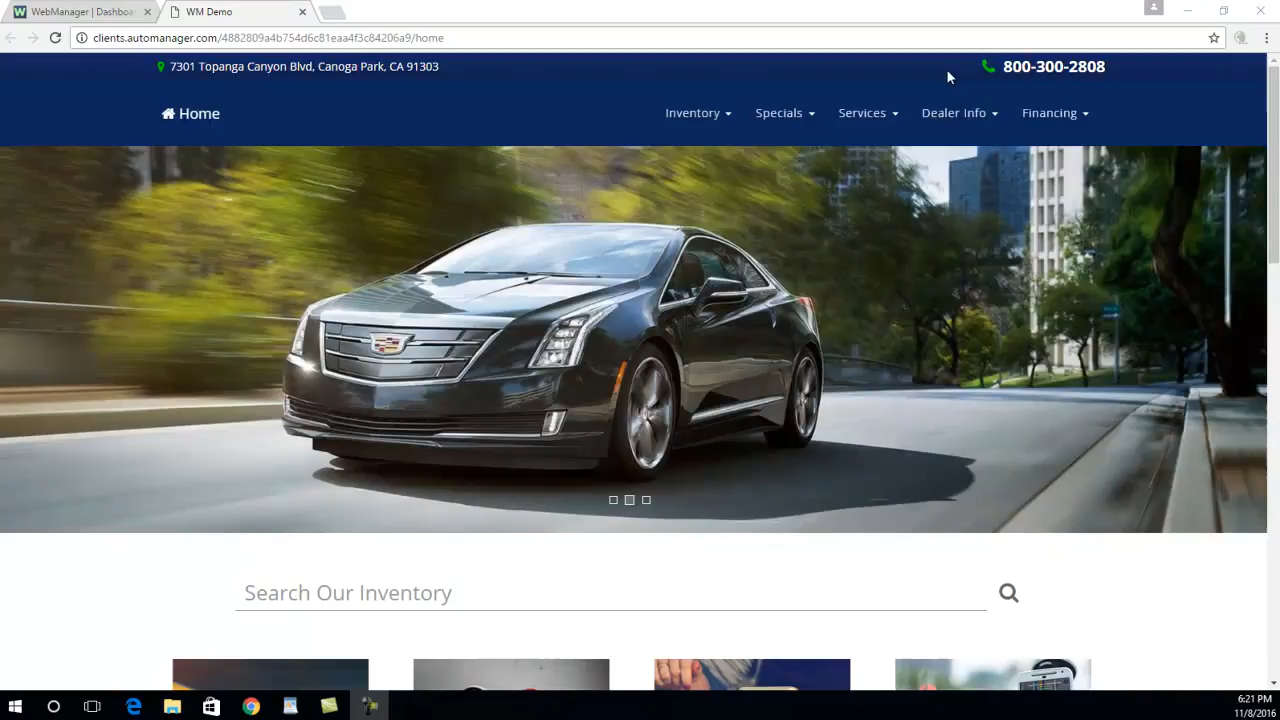 WebManager | Dashboa
WM Demo
clients.automanager.com/4882809a4b754d6c81eaa4f3c84206a9/home
7301 Topanga Canyon Blvd, Canoga Park, CA 91303
800-300-2808
Home
Inventory
Specials
Services
Dealer Info
Financing
Search Our Inventory
6:21 PM
11/8/2016